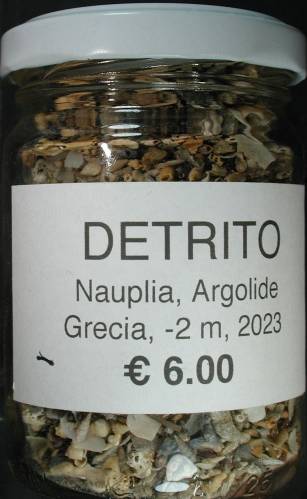 DETRITO
Nauplia, Argolide
Grecia, -2 m, 2023
€ 6.00